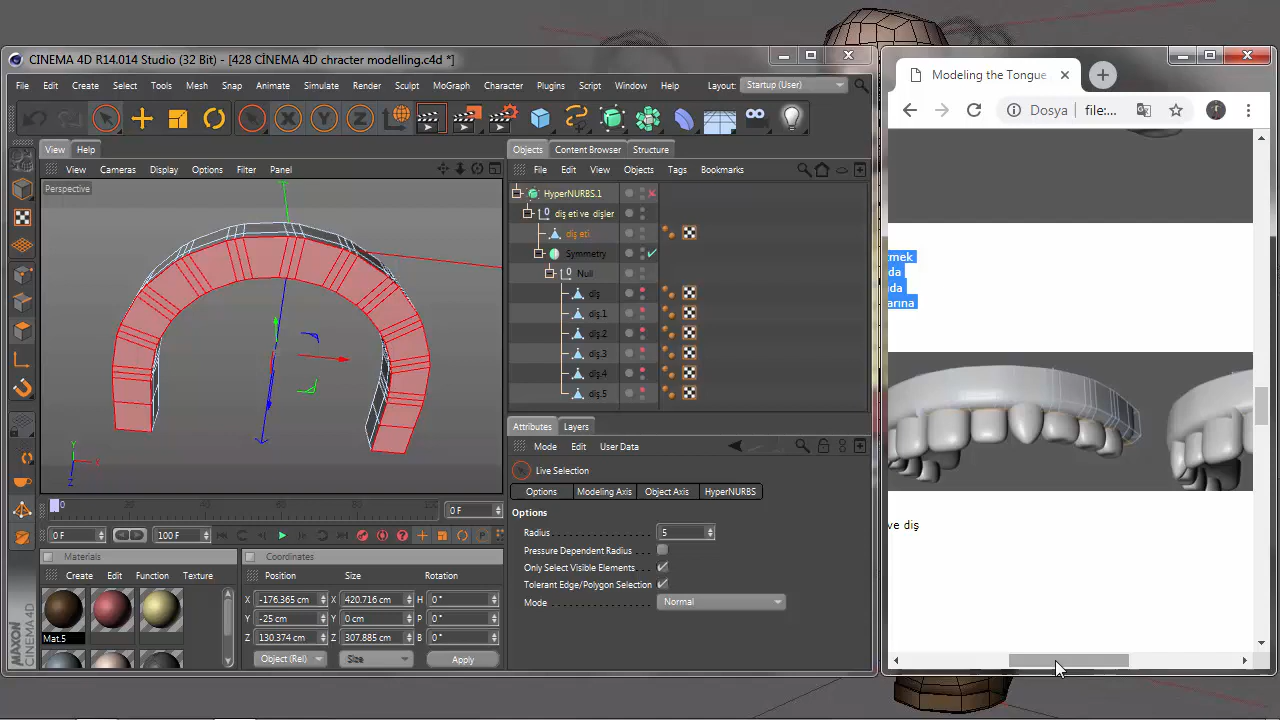 CINEMA 4D R14.014 Studio (32 Bit) - [428 CİNEMA 4D chracter modelling.c4d *]
File Edit Create Select Tools Mesh Snap Animate Simulate Render Sculpt MoGraph Character Plugins Script Window Help Layout: Startup (User)
X Y Z
View Help
View Cameras Display Options Filter Panel
Perspective
Y
X
Z
0 30 60 90
0 F
0 F 100 F
P
Materials
Create Edit Function Texture
Mat.5
Coordinates
Position Size Rotation
X -176.365 cm X 420.716 cm H 0 °
Y -25 cm Y 0 cm P 0 °
Z 130.374 cm Z 307.885 cm B 0 °
Object (Rel) Size Apply
MAXON CINEMA 4D
Objects Content Browser Structure
File Edit View Objects Tags Bookmarks
HyperNURBS.1
diş eti ve dişler
diş eti
Symmetry
Null
diş
diş.1
diş.2
diş.3
diş.4
diş.5
Attributes Layers
Mode Edit User Data
Live Selection
Options Modeling Axis Object Axis HyperNURBS
Options
Radius 5
Pressure Dependent Radius
Only Select Visible Elements
Tolerant Edge/Polygon Selection
Mode Normal
Modeling the Tongue
Dosya file:...
ve diş